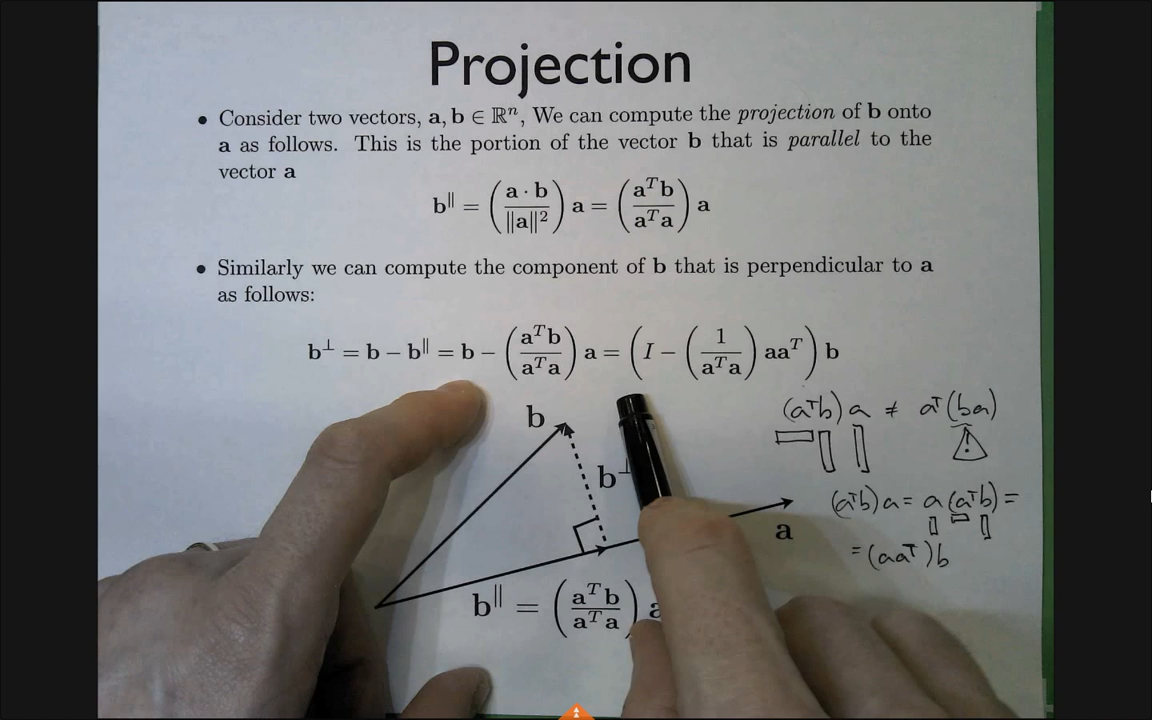 Projection
• Consider two vectors, a, b ∈ ℝⁿ, We can compute the projection of b onto
a as follows. This is the portion of the vector b that is parallel to the
vector a
b^∥ = (a · b / ‖a‖²) a = (aᵀb / aᵀa) a
• Similarly we can compute the component of b that is perpendicular to a
as follows:
b^⊥ = b − b^∥ = b − (aᵀb / aᵀa) a = (I − (1 / aᵀa) aaᵀ) b
(aᵀb)a ≠ aᵀ(ba)
b
!
b^⊥
(aᵀb)a = a(aᵀb) =
a
= (aaᵀ)b
b^∥ = (aᵀb / aᵀa) a